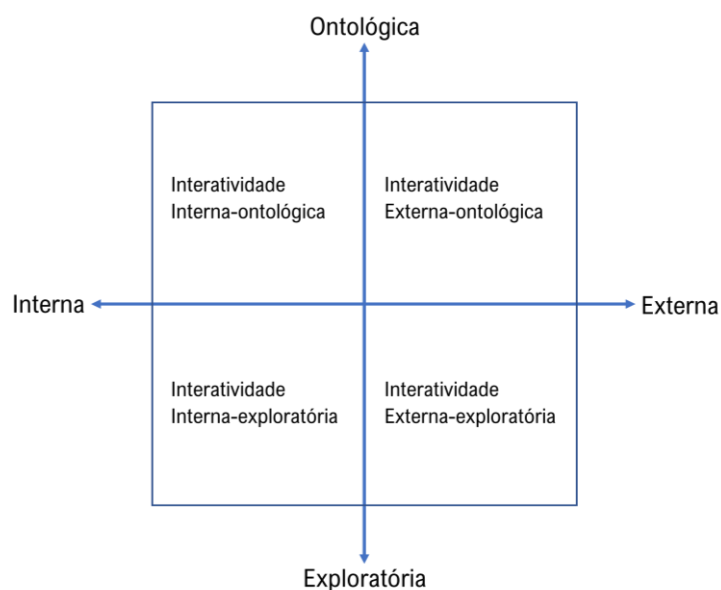 Ontológica
Interatividade
Interna-ontológica
Interatividade
Externa-ontológica
Interna
Externa
Interatividade
Interna-exploratória
Interatividade
Externa-exploratória
Exploratória